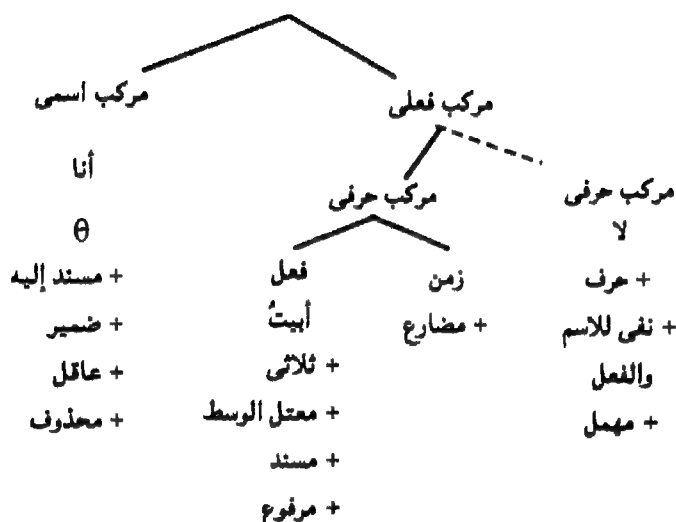 مركب فعلى
مركب اسمى
مركب حرفى
لا
+ حرف
+ نفى للاسم
والفعل
+ مهمل
مركب حرفى
زمن
+ مضارع
فعل
أبيتُ
+ ثلاثى
+ معتل الوسط
+ مسند
+ مرفوع
أنا
θ
+ مسند إليه
+ ضمير
+ عاقل
+ محذوف